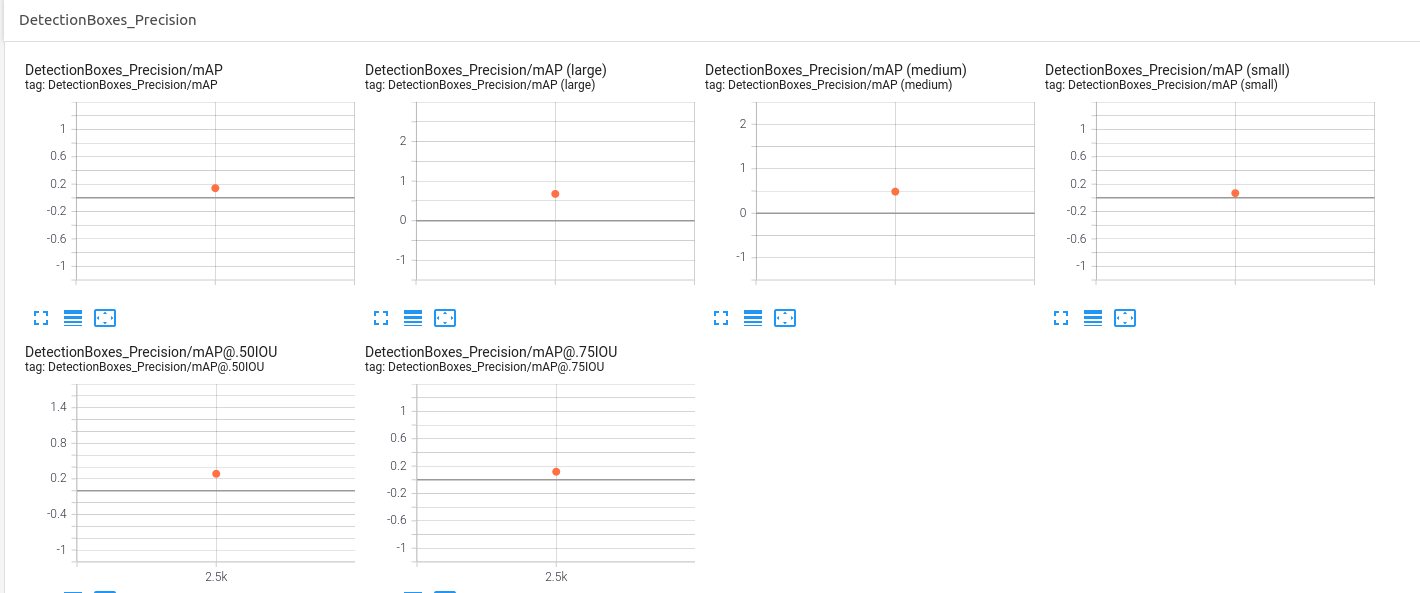 DetectionBoxes_Precision
DetectionBoxes_Precision/mAP
tag: DetectionBoxes_Precision/mAP
1
0.6
0.2
-0.2
-0.6
-1
DetectionBoxes_Precision/mAP (large)
tag: DetectionBoxes_Precision/mAP (large)
2
1
0
-1
DetectionBoxes_Precision/mAP (medium)
tag: DetectionBoxes_Precision/mAP (medium)
2
1
0
-1
DetectionBoxes_Precision/mAP (small)
tag: DetectionBoxes_Precision/mAP (small)
1
0.6
0.2
-0.2
-0.6
-1
DetectionBoxes_Precision/mAP@.50IOU
tag: DetectionBoxes_Precision/mAP@.50IOU
1.4
0.8
0.2
-0.4
-1
2.5k
DetectionBoxes_Precision/mAP@.75IOU
tag: DetectionBoxes_Precision/mAP@.75IOU
1
0.6
0.2
-0.2
-0.6
-1
2.5k